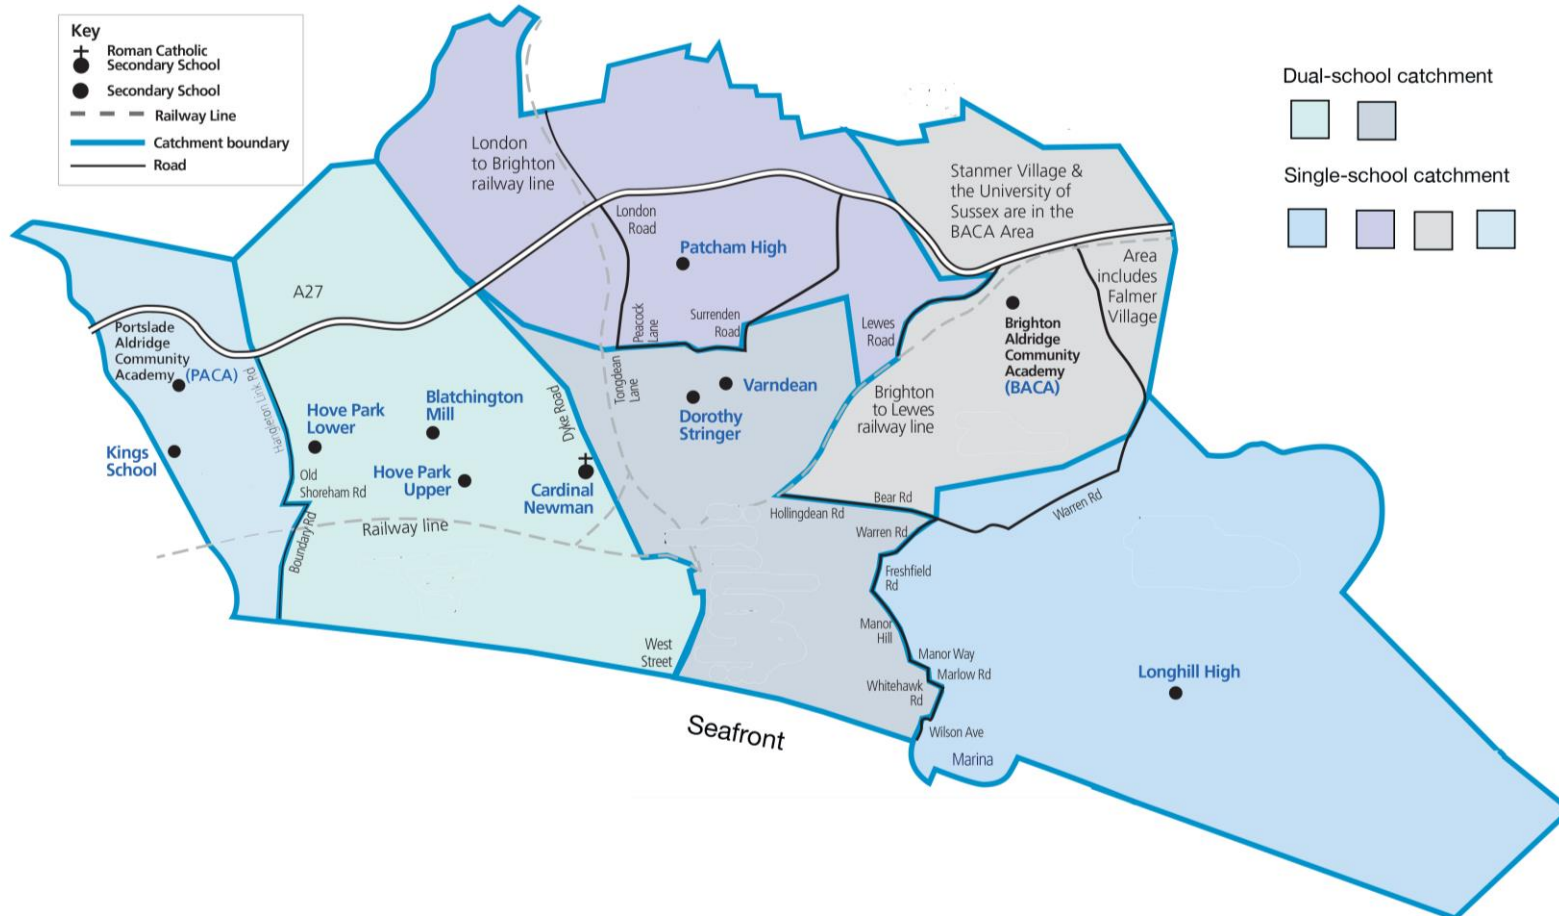 Key
Roman Catholic
Secondary School
Secondary School
Railway Line
Catchment boundary
Road
Dual-school catchment
Single-school catchment
London
to Brighton
railway line
Stanmer Village &
the University of
Sussex are in the
BACA Area
London
Road
Patcham High
Area
includes
Falmer
Village
A27
Peacock
Lane
Surrenden
Road
Lewes
Road
Portslade
Aldridge
Community
Academy (PACA)
Brighton
Aldridge
Community
Academy
(BACA)
Hangleton Link Rd
Tongdean
Lane
Varndean
Dorothy
Stringer
Brighton
to Lewes
railway line
Blatchington
Mill
Hove Park
Lower
Dyke Road
Kings
School
Hove Park
Upper
Old
Shoreham Rd
Cardinal
Newman
Bear Rd
Hollingdean Rd
Warren Rd
Warren Rd
Railway line
Boundary Rd
Freshfield
Rd
Manor
Hill
West
Street
Manor Way
Marlow Rd
Whitehawk
Rd
Longhill High
Seafront
Wilson Ave
Marina